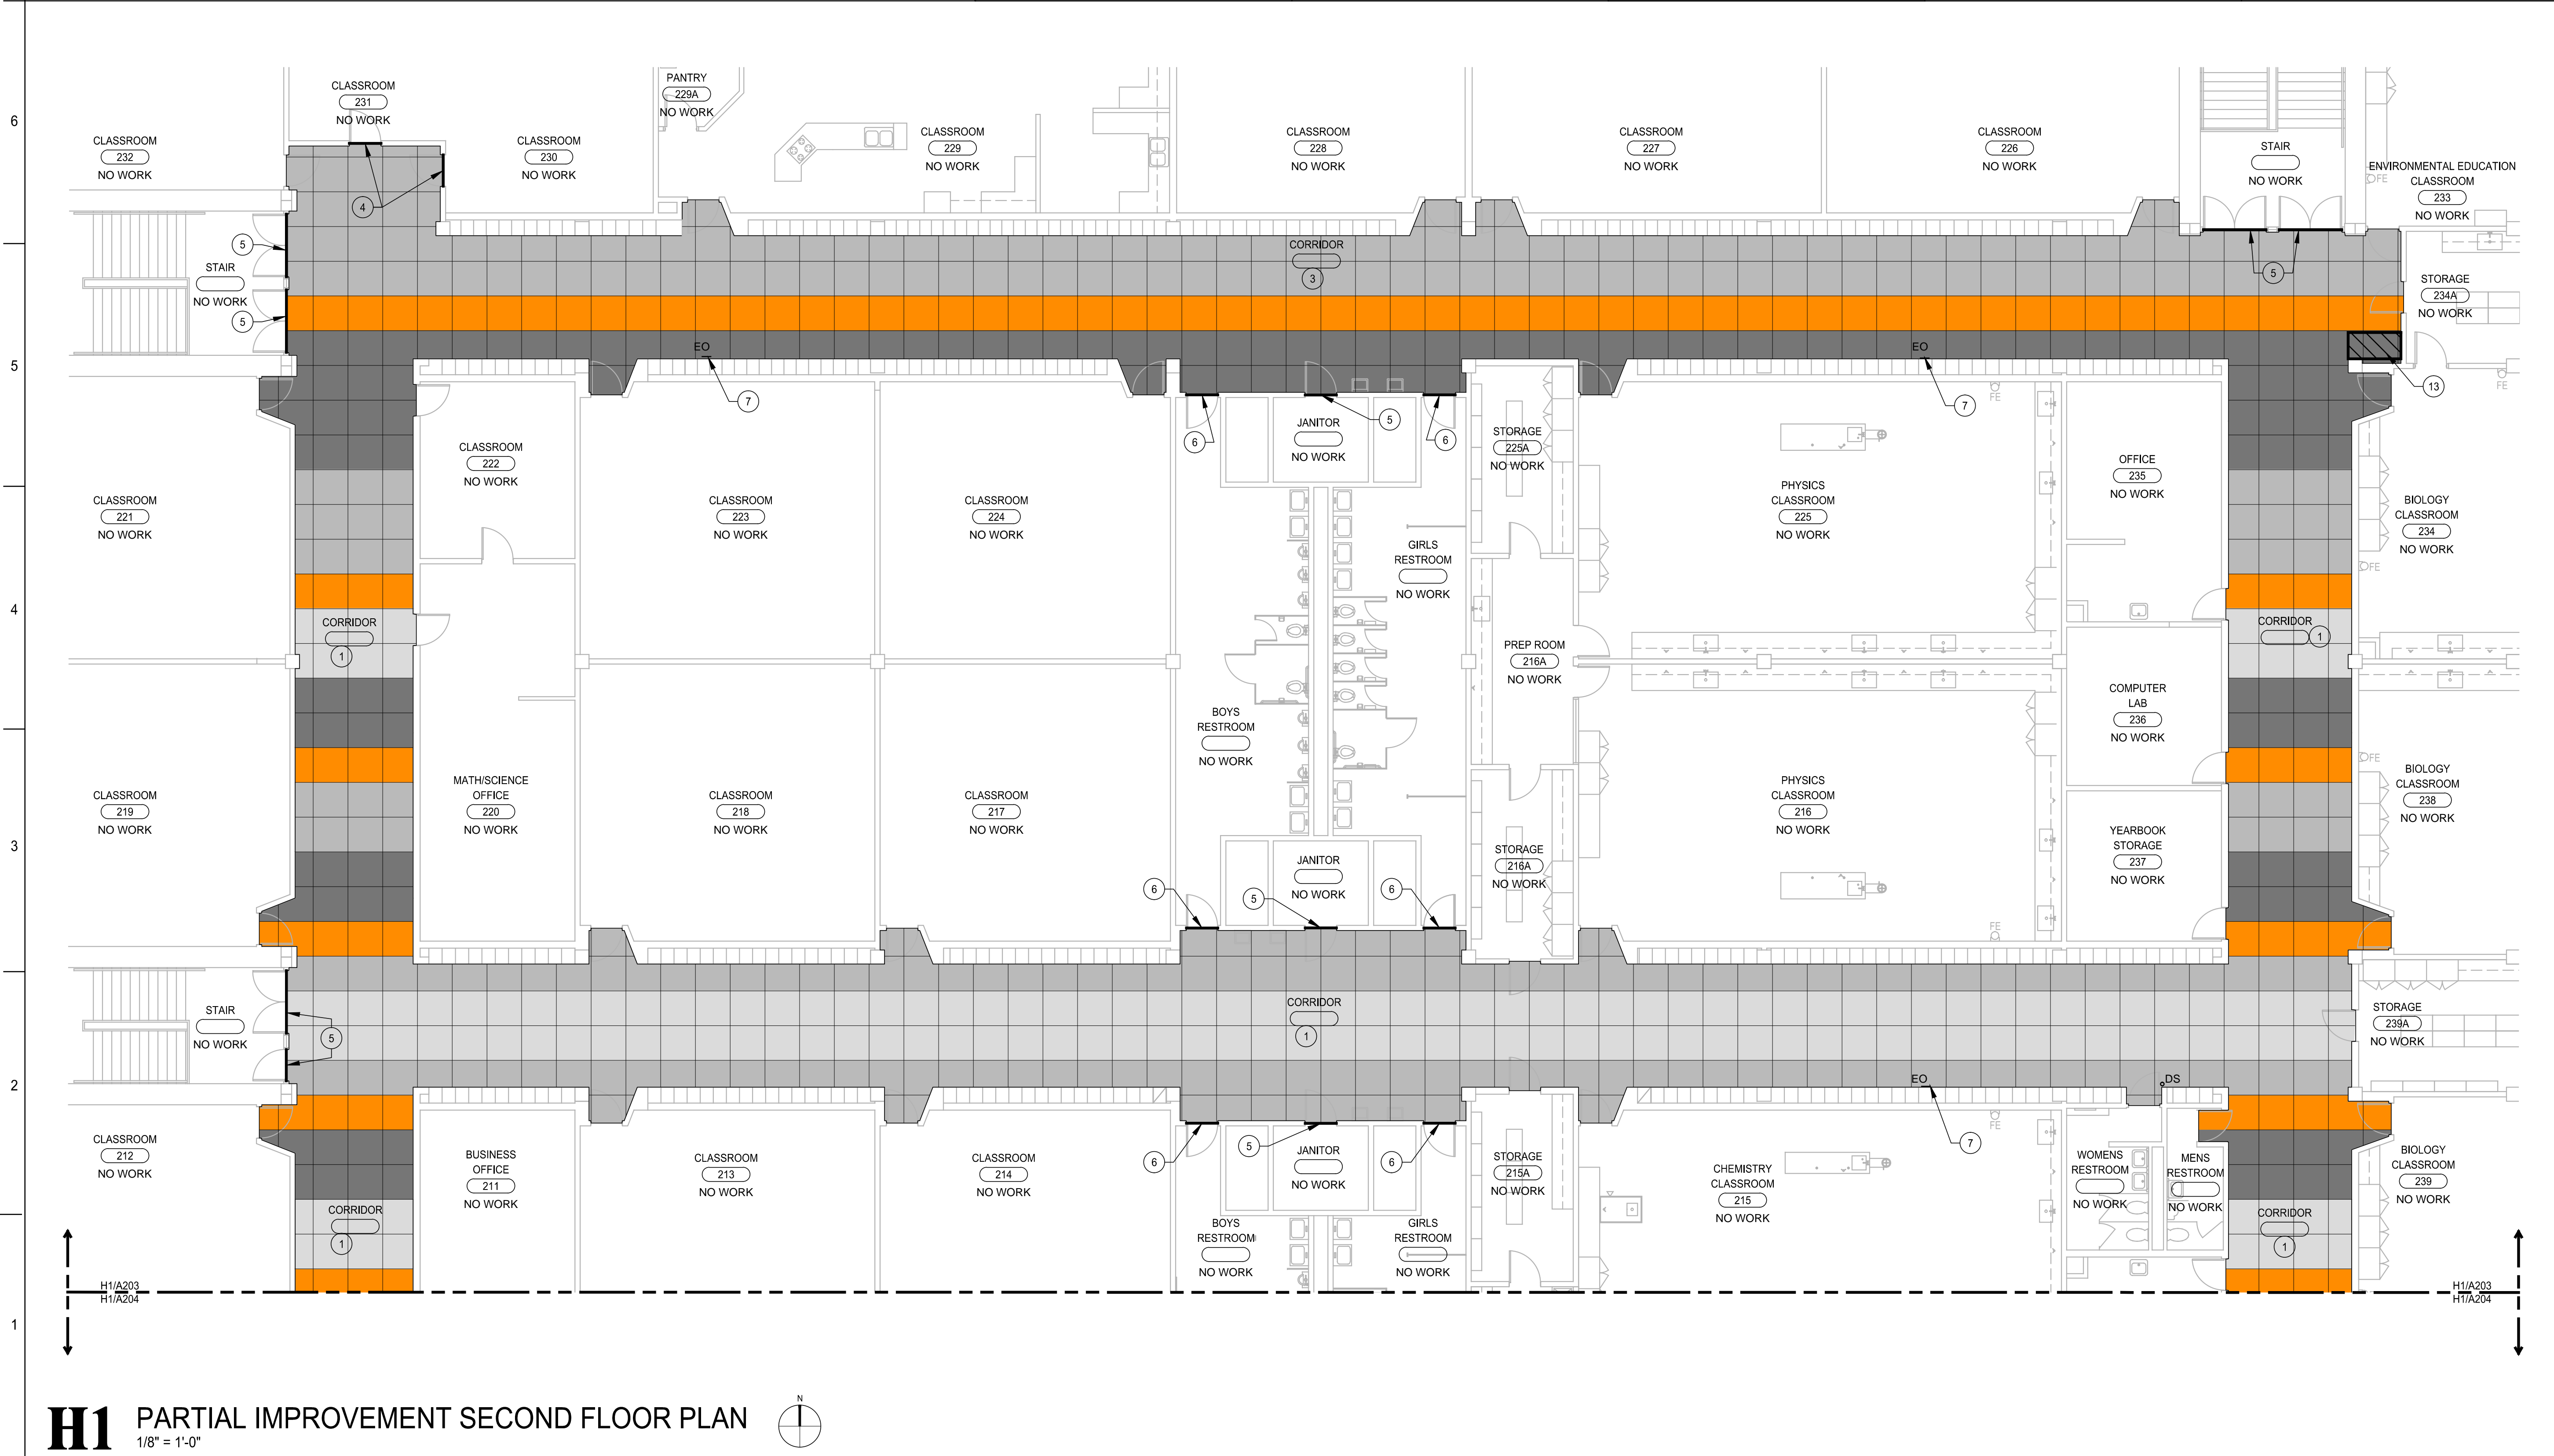 6
5
4
3
2
1
CLASSROOM
231
NO WORK
PANTRY
229A
NO WORK
CLASSROOM
232
NO WORK
CLASSROOM
230
NO WORK
CLASSROOM
229
NO WORK
CLASSROOM
228
NO WORK
CLASSROOM
227
NO WORK
CLASSROOM
226
NO WORK
STAIR
NO WORK
FE
ENVIRONMENTAL EDUCATION
CLASSROOM
233
NO WORK
4
5
STAIR
NO WORK
5
CORRIDOR
3
5
STORAGE
234A
NO WORK
EO
7
EO
7
13
FE
FE
6
5
6
JANITOR
NO WORK
CLASSROOM
222
NO WORK
STORAGE
225A
NO WORK
OFFICE
235
NO WORK
CLASSROOM
221
NO WORK
CLASSROOM
223
NO WORK
CLASSROOM
224
NO WORK
GIRLS
RESTROOM
NO WORK
PHYSICS
CLASSROOM
225
NO WORK
BIOLOGY
CLASSROOM
234
NO WORK
FE
CORRIDOR
1
CORRIDOR
1
PREP ROOM
216A
NO WORK
BOYS
RESTROOM
NO WORK
COMPUTER
LAB
236
NO WORK
FE
CLASSROOM
219
NO WORK
MATH/SCIENCE
OFFICE
220
NO WORK
CLASSROOM
218
NO WORK
CLASSROOM
217
NO WORK
PHYSICS
CLASSROOM
216
NO WORK
BIOLOGY
CLASSROOM
238
NO WORK
YEARBOOK
STORAGE
237
NO WORK
STORAGE
216A
NO WORK
JANITOR
NO WORK
6
5
6
FE
STAIR
NO WORK
5
CORRIDOR
1
STORAGE
239A
NO WORK
EO
7
DS
FE
CLASSROOM
212
NO WORK
BUSINESS
OFFICE
211
NO WORK
CLASSROOM
213
NO WORK
CLASSROOM
214
NO WORK
6
5
6
JANITOR
NO WORK
STORAGE
215A
NO WORK
CHEMISTRY
CLASSROOM
215
NO WORK
WOMENS
RESTROOM
NO WORK
MENS
RESTROOM
NO WORK
BIOLOGY
CLASSROOM
239
NO WORK
CORRIDOR
1
BOYS
RESTROOM
NO WORK
GIRLS
RESTROOM
NO WORK
CORRIDOR
1
H1/A203
H1/A204
H1/A203
H1/A204
H1
PARTIAL IMPROVEMENT SECOND FLOOR PLAN
1/8" = 1'-0"
N